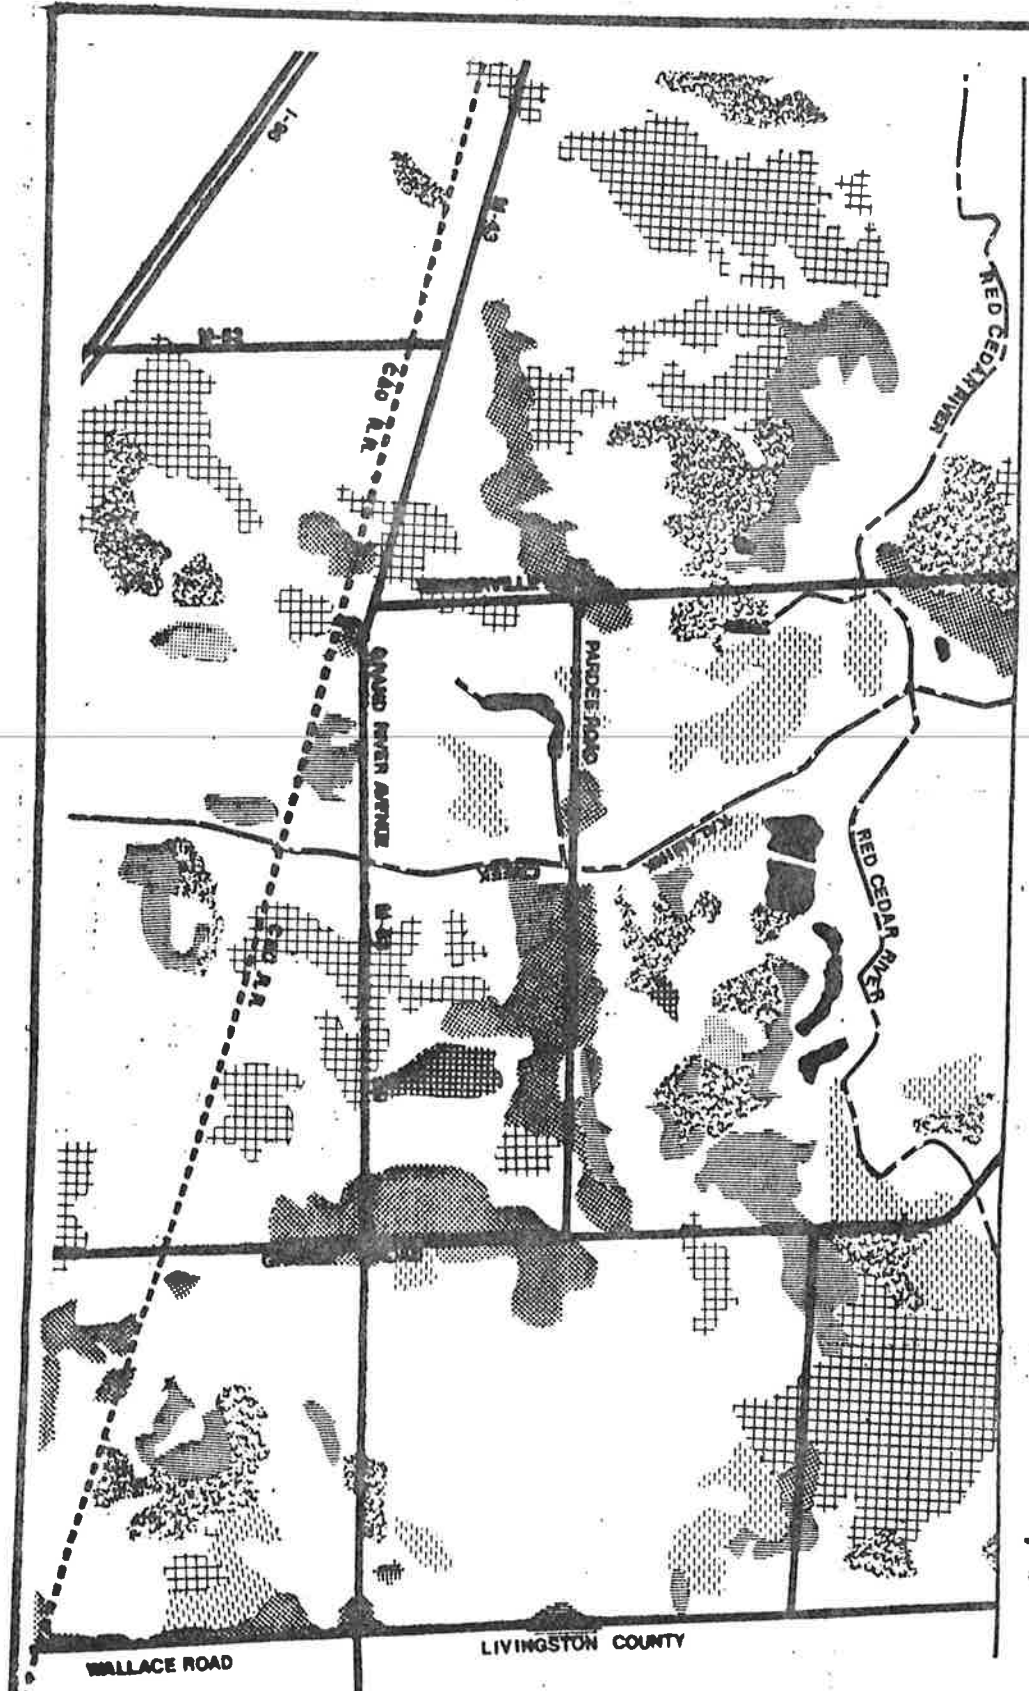 I-96
M-43
RED CEDAR RIVER
M-52
C&O R.R.
PARDEE ROAD
GRAND RIVER AVENUE
KALAMINK
CREEK
RED CEDAR RIVER
M-43
C&O R.R.
LIVINGSTON COUNTY
WALLACE ROAD